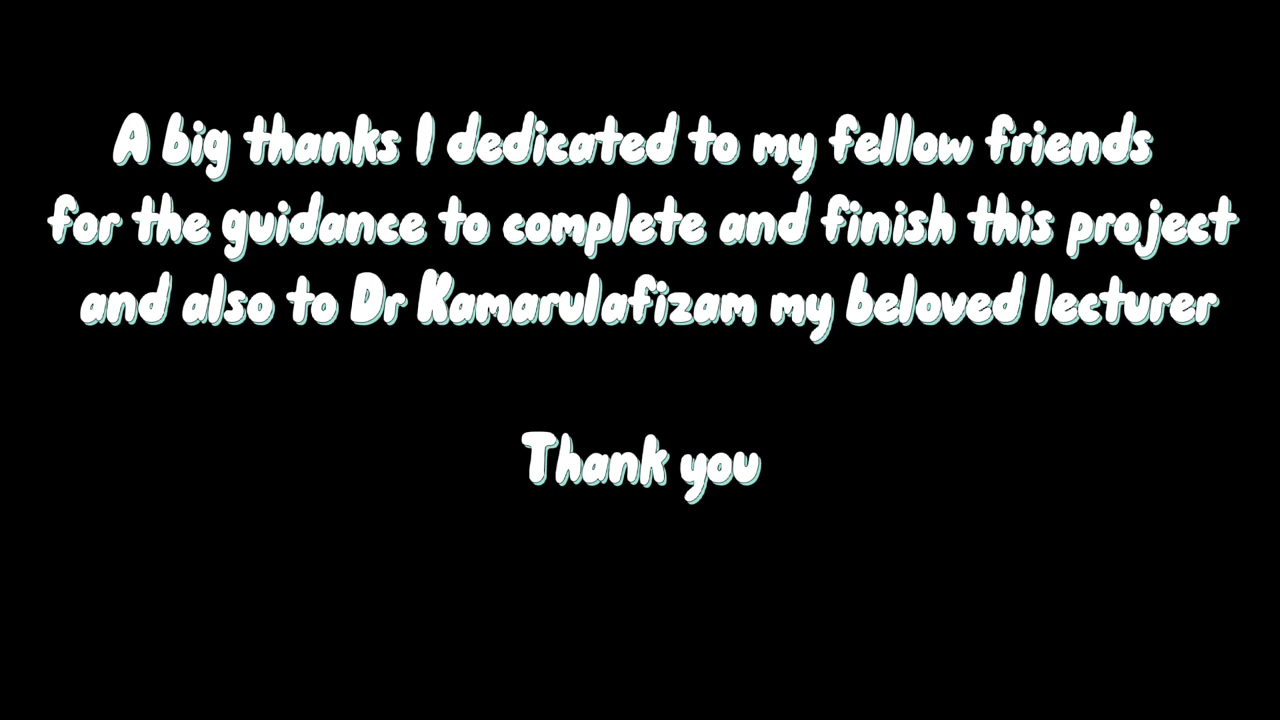 A big thanks I dedicated to my fellow friends
for the guidance to complete and finish this project
and also to Dr Kamarulafizam my beloved lecturer
Thank you